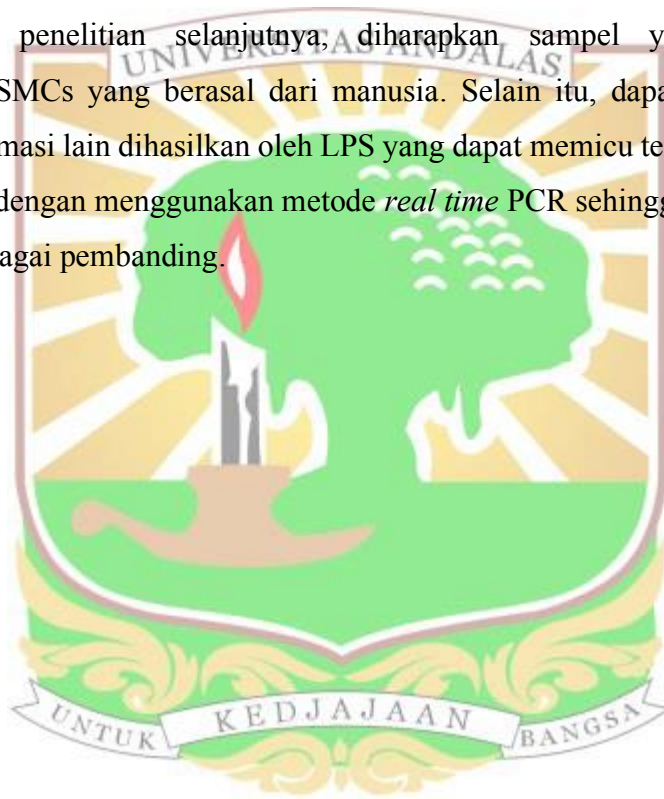 penelitian selanjutnya, diharapkan sampel y
UNIVERSITAS ANDALAS
SMCs yang berasal dari manusia. Selain itu, dapa
masi lain dihasilkan oleh LPS yang dapat memicu te
dengan menggunakan metode real time PCR sehingg
agai pembanding.
UNTUK KEDJAJAAN BANGSA